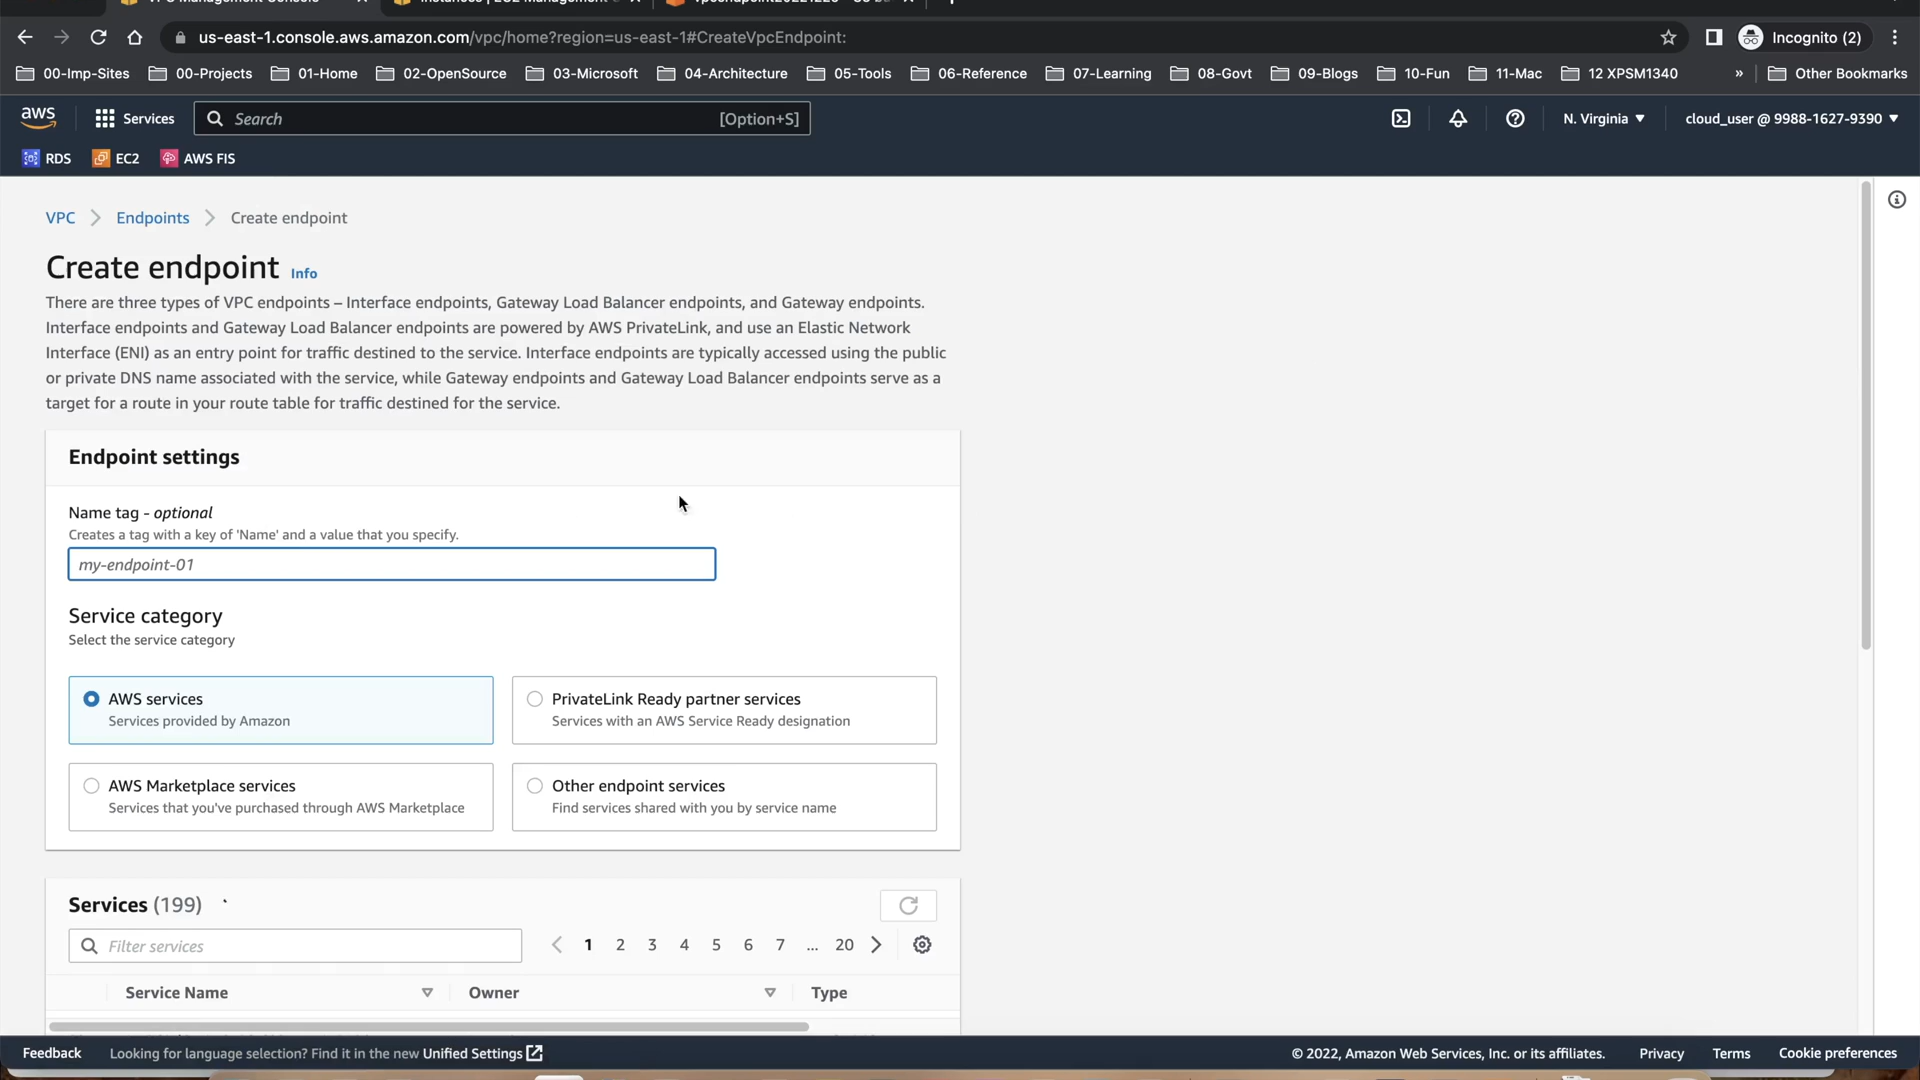 us-east-1.console.aws.amazon.com/vpc/home?region=us-east-1#CreateVpcEndpoint:
Incognito (2)
00-Imp-Sites 00-Projects 01-Home 02-OpenSource 03-Microsoft 04-Architecture 05-Tools 06-Reference 07-Learning 08-Govt 09-Blogs 10-Fun 11-Mac 12 XPSM1340 » Other Bookmarks
aws Services Search [Option+S] N. Virginia cloud_user @ 9988-1627-9390
RDS EC2 AWS FIS
VPC Endpoints Create endpoint
Create endpoint Info
There are three types of VPC endpoints – Interface endpoints, Gateway Load Balancer endpoints, and Gateway endpoints.
Interface endpoints and Gateway Load Balancer endpoints are powered by AWS PrivateLink, and use an Elastic Network
Interface (ENI) as an entry point for traffic destined to the service. Interface endpoints are typically accessed using the public
or private DNS name associated with the service, while Gateway endpoints and Gateway Load Balancer endpoints serve as a
target for a route in your route table for traffic destined for the service.
Endpoint settings
Name tag - optional
Creates a tag with a key of 'Name' and a value that you specify.
my-endpoint-01
Service category
Select the service category
AWS services
Services provided by Amazon
PrivateLink Ready partner services
Services with an AWS Service Ready designation
AWS Marketplace services
Services that you've purchased through AWS Marketplace
Other endpoint services
Find services shared with you by service name
Services (199)
Filter services
1 2 3 4 5 6 7 ... 20
Service Name Owner Type
Feedback Looking for language selection? Find it in the new Unified Settings © 2022, Amazon Web Services, Inc. or its affiliates. Privacy Terms Cookie preferences